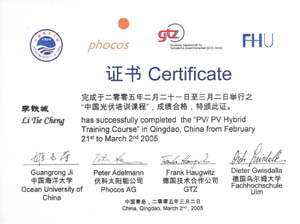 phocos
gtz
FHU
证书 Certificate
完成于二零零五年二月二十一日至三月二日举行之
“中国光伏培训课程”，成绩合格，特颁此证。
李铁成
Li Tie Cheng
has successfully completed the “PV/ PV Hybrid
Training Course” in Qingdao, China from February
21st to March 2nd 2005.
Guangrong Ji
中国海洋大学
Ocean University of
China
Peter Adelmann
伏科太阳能公司
Phocos AG
Frank Haugwitz
德国技术合作公司
GTZ
Dieter Gwisdalla
德国乌尔姆大学
Fachhochschule
Ulm
中国青岛，二零零五年三月二日
China, Qingdao, March 2nd, 2005